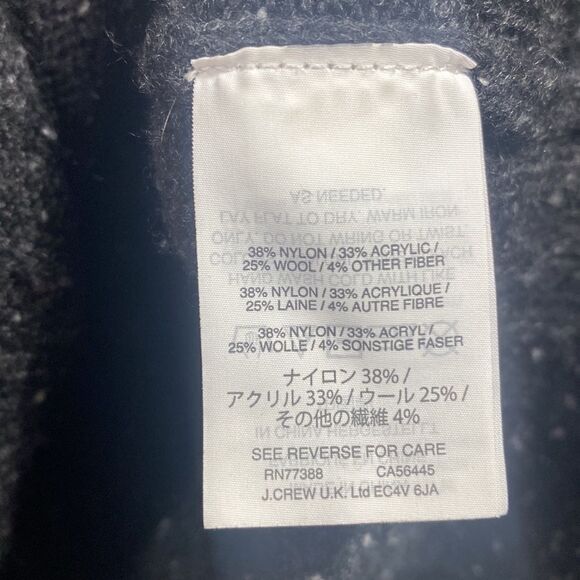 38% NYLON / 33% ACRYLIC /
25% WOOL / 4% OTHER FIBER
38% NYLON / 33% ACRYLIQUE /
25% LAINE / 4% AUTRE FIBRE
38% NYLON / 33% ACRYL /
25% WOLLE / 4% SONSTIGE FASER
ナイロン 38% /
アクリル 33% / ウール 25% /
その他の繊維 4%
SEE REVERSE FOR CARE
RN77388 CA56445
J.CREW U.K. Ltd EC4V 6JA